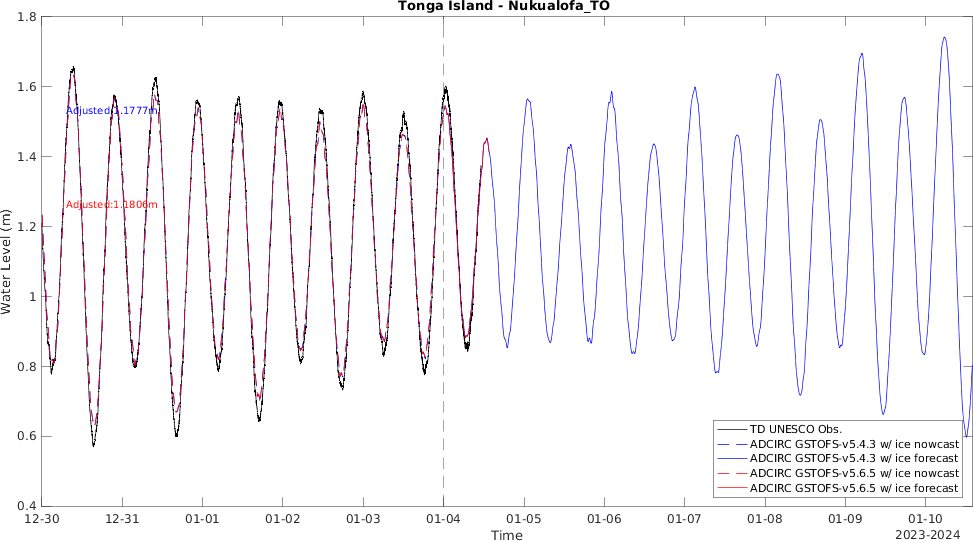 Tonga Island - Nukualofa_TO
1.8
1.6
1.4
1.2
1
0.8
0.6
0.4
Water Level (m)
Adjusted:1.1777m
Adjusted:1.1806m
TD UNESCO Obs.
ADCIRC GSTOFS-v5.4.3 w/ ice nowcast
ADCIRC GSTOFS-v5.4.3 w/ ice forecast
ADCIRC GSTOFS-v5.6.5 w/ ice nowcast
ADCIRC GSTOFS-v5.6.5 w/ ice forecast
12-30 12-31 01-01 01-02 01-03 01-04 01-05 01-06 01-07 01-08 01-09 01-10
Time
2023-2024